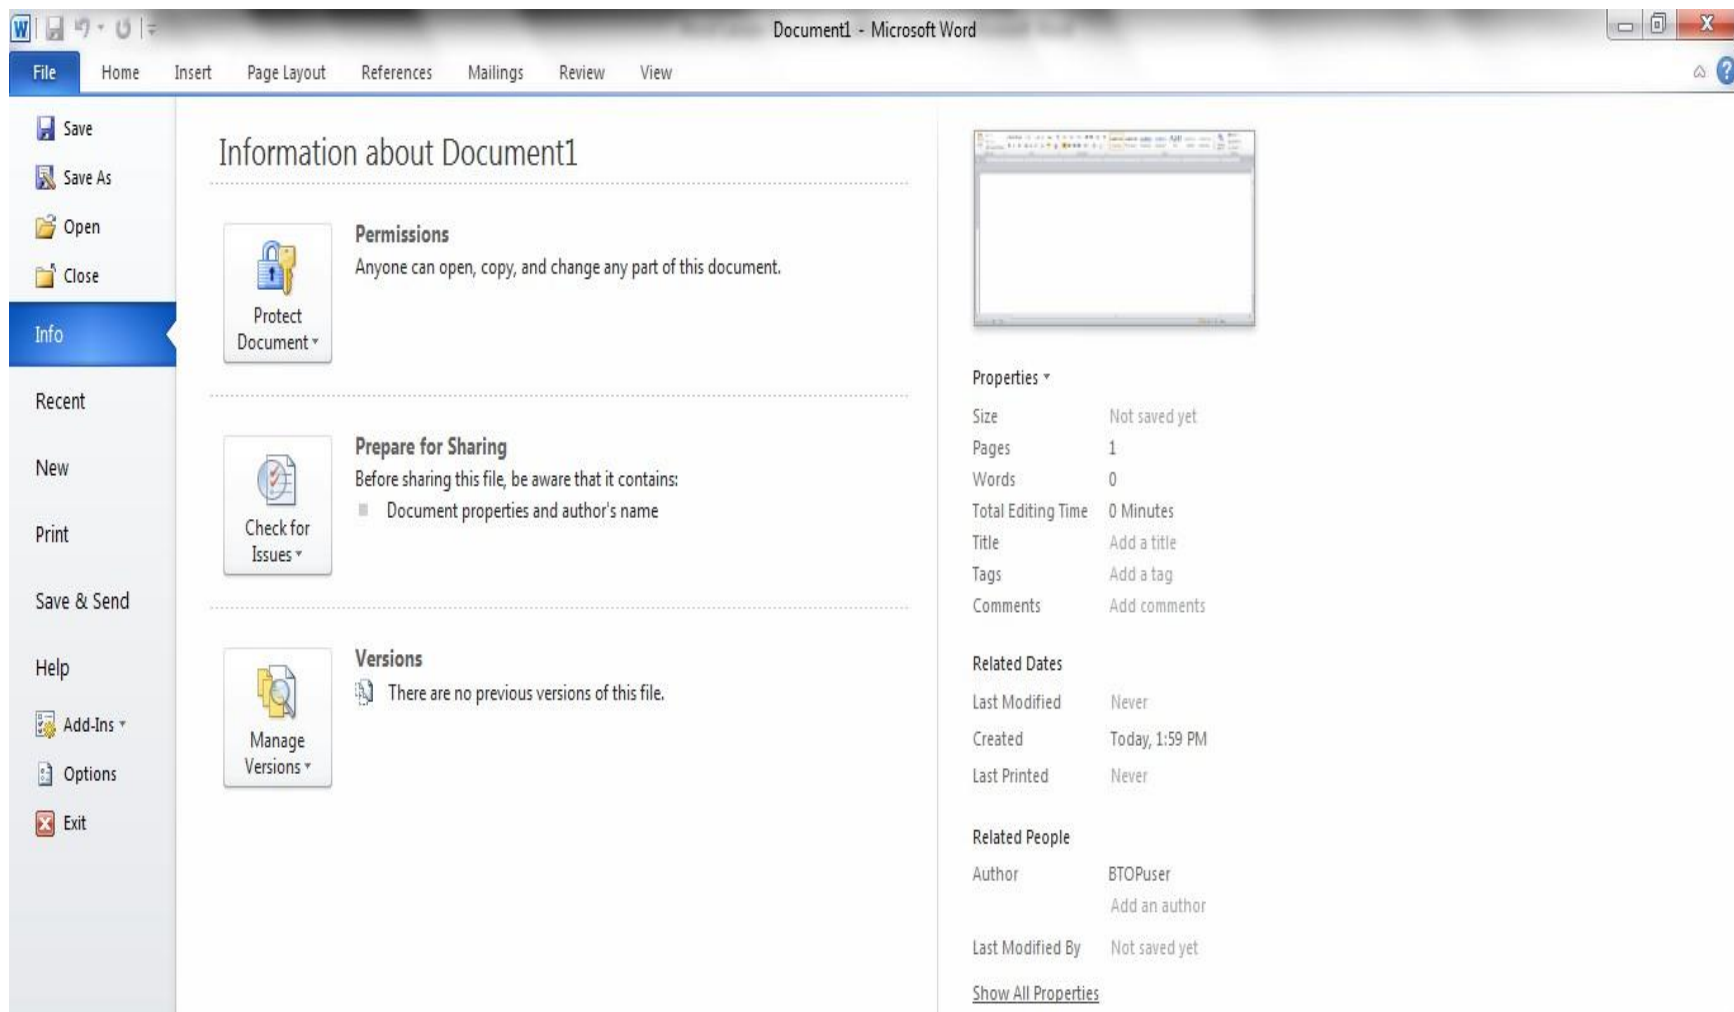 W
Document1 - Microsoft Word
X
File Home Insert Page Layout References Mailings Review View
?
Save
Save As
Open
Close
Info
Recent
New
Print
Save & Send
Help
Add-Ins
Options
Exit
Information about Document1
Protect
Document
Permissions
Anyone can open, copy, and change any part of this document.
Check for
Issues
Prepare for Sharing
Before sharing this file, be aware that it contains:
Document properties and author's name
Manage
Versions
Versions
There are no previous versions of this file.
Properties
Size Not saved yet
Pages 1
Words 0
Total Editing Time 0 Minutes
Title Add a title
Tags Add a tag
Comments Add comments
Related Dates
Last Modified Never
Created Today, 1:59 PM
Last Printed Never
Related People
Author BTOPuser
Add an author
Last Modified By Not saved yet
Show All Properties